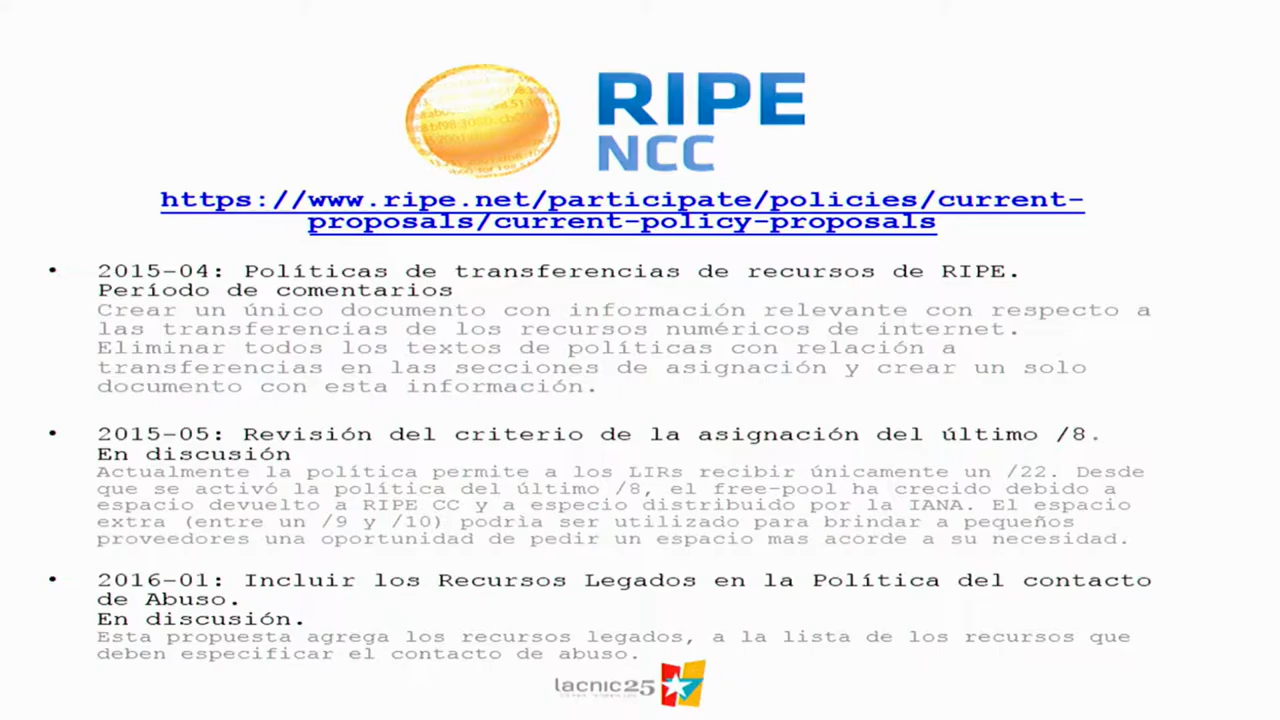 RIPE
NCC
https://www.ripe.net/participate/policies/current-
proposals/current-policy-proposals
• 2015-04: Políticas de transferencias de recursos de RIPE.
Período de comentarios
Crear un único documento con información relevante con respecto a
las transferencias de los recursos numéricos de internet.
Eliminar todos los textos de políticas con relación a
transferencias en las secciones de asignación y crear un solo
documento con esta información.
• 2015-05: Revisión del criterio de la asignación del último /8.
En discusión
Actualmente la política permite a los LIRs recibir únicamente un /22. Desde
que se activó la política del último /8, el free-pool ha crecido debido a
espacio devuelto a RIPE CC y a especio distribuido por la IANA. El espacio
extra (entre un /9 y /10) podrìa ser utilizado para brindar a pequeños
proveedores una oportunidad de pedir un espacio mas acorde a su necesidad.
• 2016-01: Incluir los Recursos Legados en la Política del contacto
de Abuso.
En discusión.
Esta propuesta agrega los recursos legados, a la lista de los recursos que
deben especificar el contacto de abuso.
lacnic25